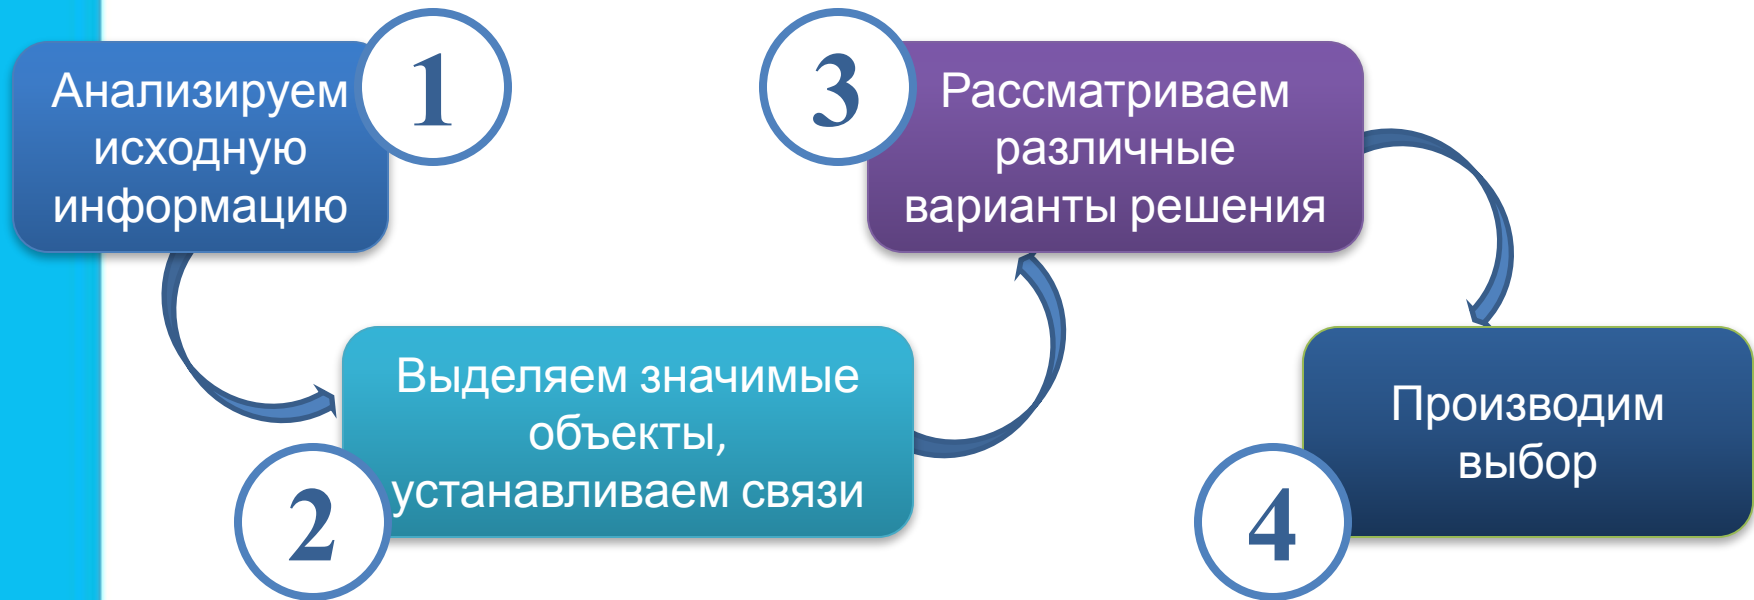 1
Анализируем
исходную
информацию
2
Выделяем значимые
объекты,
устанавливаем связи
3
Рассматриваем
различные
варианты решения
4
Производим
выбор